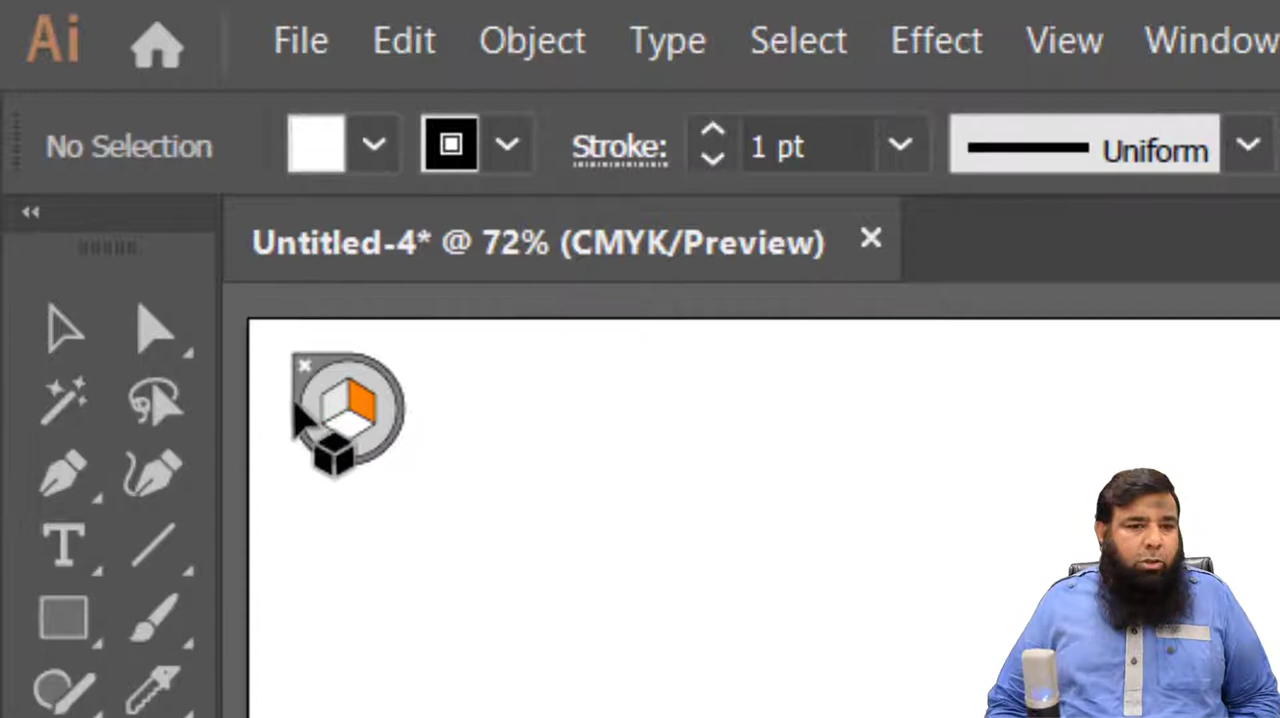 Ai File Edit Object Type Select Effect View Window
No Selection Stroke: 1 pt Uniform
Untitled-4* @ 72% (CMYK/Preview)